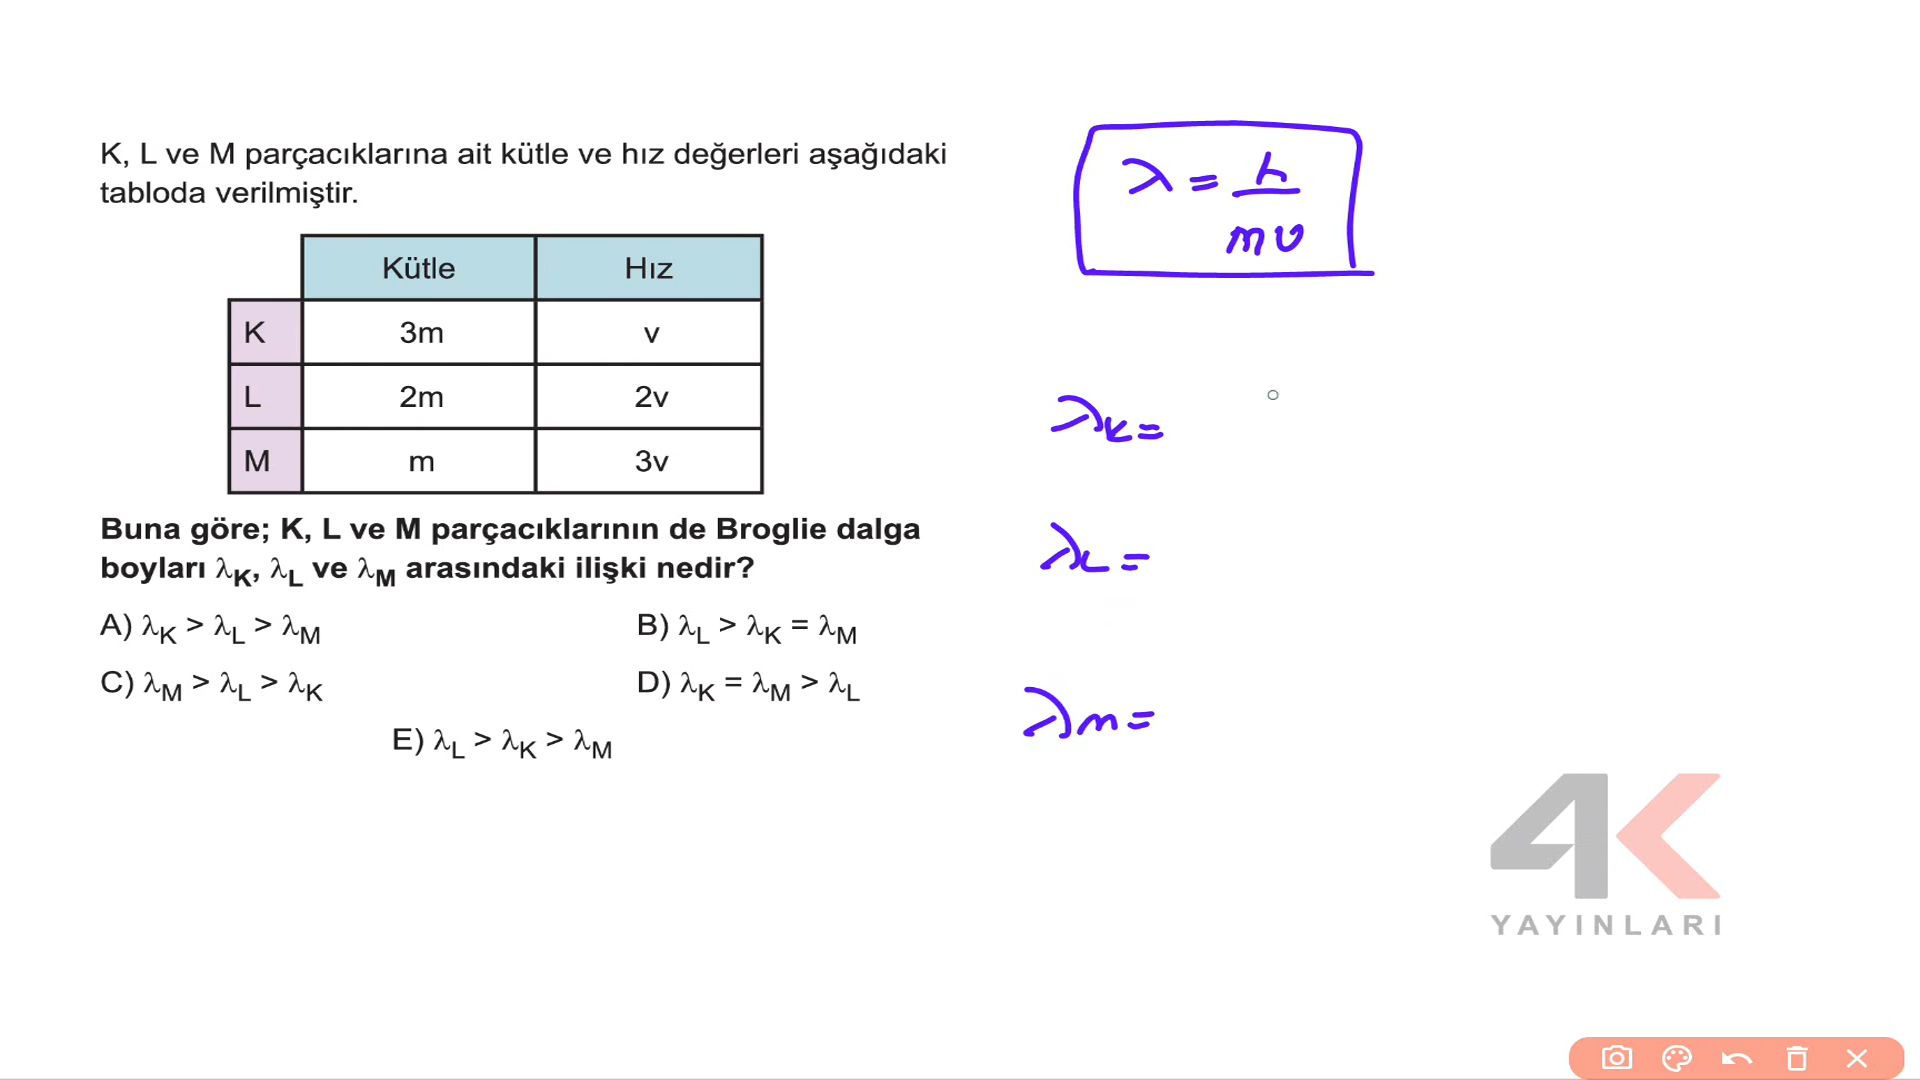 K, L ve M parçacıklarına ait kütle ve hız değerleri aşağıdaki
tabloda verilmiştir.
Kütle Hız
K 3m v
L 2m 2v
M m 3v
Buna göre; K, L ve M parçacıklarının de Broglie dalga
boyları λK, λL ve λM arasındaki ilişki nedir?
A) λK > λL > λM B) λL > λK = λM
C) λM > λL > λK D) λK = λM > λL
E) λL > λK > λM
λ = h
mv
λK =
λL =
λm =
4K
YAYINLARI